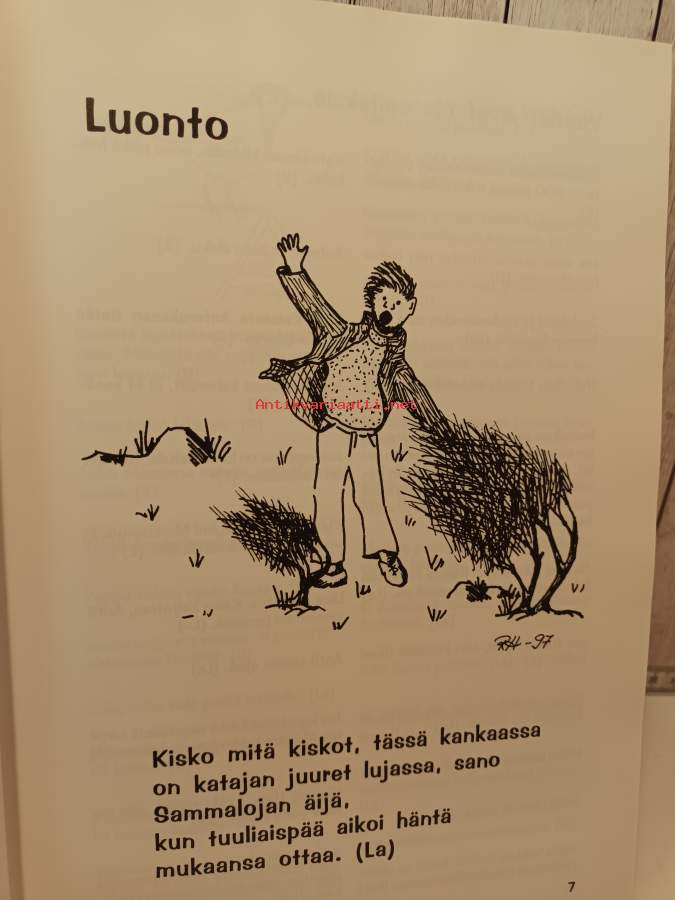 Luonto
Antikvariaatti.net
RH-97
Kisko mitä kiskot, tässä kankaassa
on katajan juuret lujassa, sano
Sammalojan äijä,
kun tuuliaispää aikoi häntä
mukaansa ottaa. (La)
7